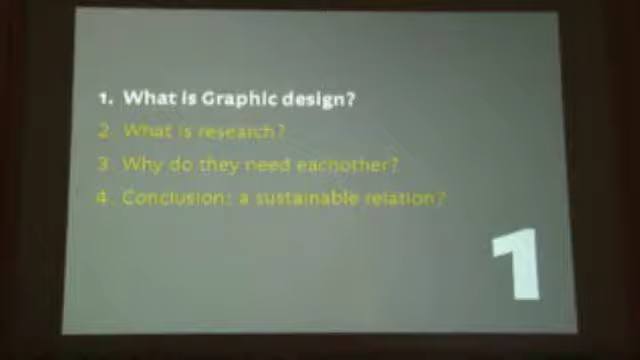 1. What is Graphic design?
2. What is research?
3. Why do they need eachother?
4. Conclusion: a sustainable relation?
1